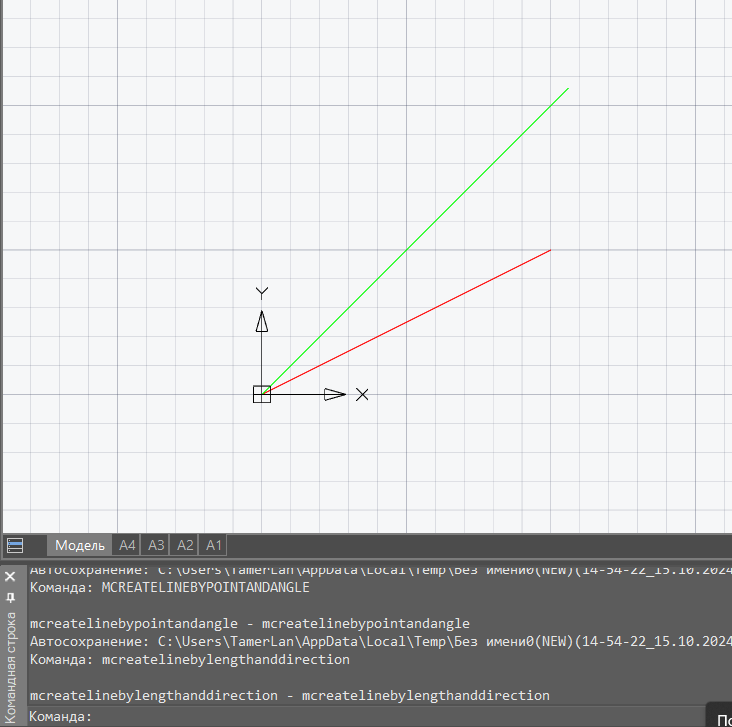 Y
X
Модель A4 A3 A2 A1
Автосохранение: C:\Users\TamerLan\AppData\Local\Temp\Без имени0(NEW)(14-54-22_15.10.2024
Команда: MCREATELINEBYPOINTANDANGLE
mcreatelinebypointandangle - mcreatelinebypointandangle
Автосохранение: C:\Users\TamerLan\AppData\Local\Temp\Без имени0(NEW)(14-54-22_15.10.2024
Команда: mcreatelinebylengthanddirection
mcreatelinebylengthanddirection - mcreatelinebylengthanddirection
Команда:
Командная строка
По